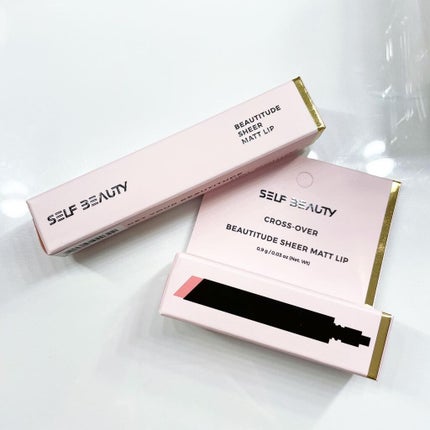 SELF BEAUTY
BEAUTITUDE
SHEER
MATT LIP
SELF BEAUTY
CROSS-OVER
BEAUTITUDE SHEER MATT LIP
0.9 g / 0.03 oz (Net. Wt)